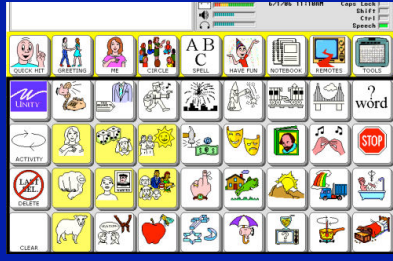 6/1/06 11:18AM Caps Lock
Shift
Ctrl
Speech
QUICK HIT GREETING ME CIRCLE SPELL HAVE FUN NOTEBOOK REMOTES TOOLS
A B
C
UNITY
?
word
ACTIVITY
STOP
LAST
DEL
DELETE
CLEAR